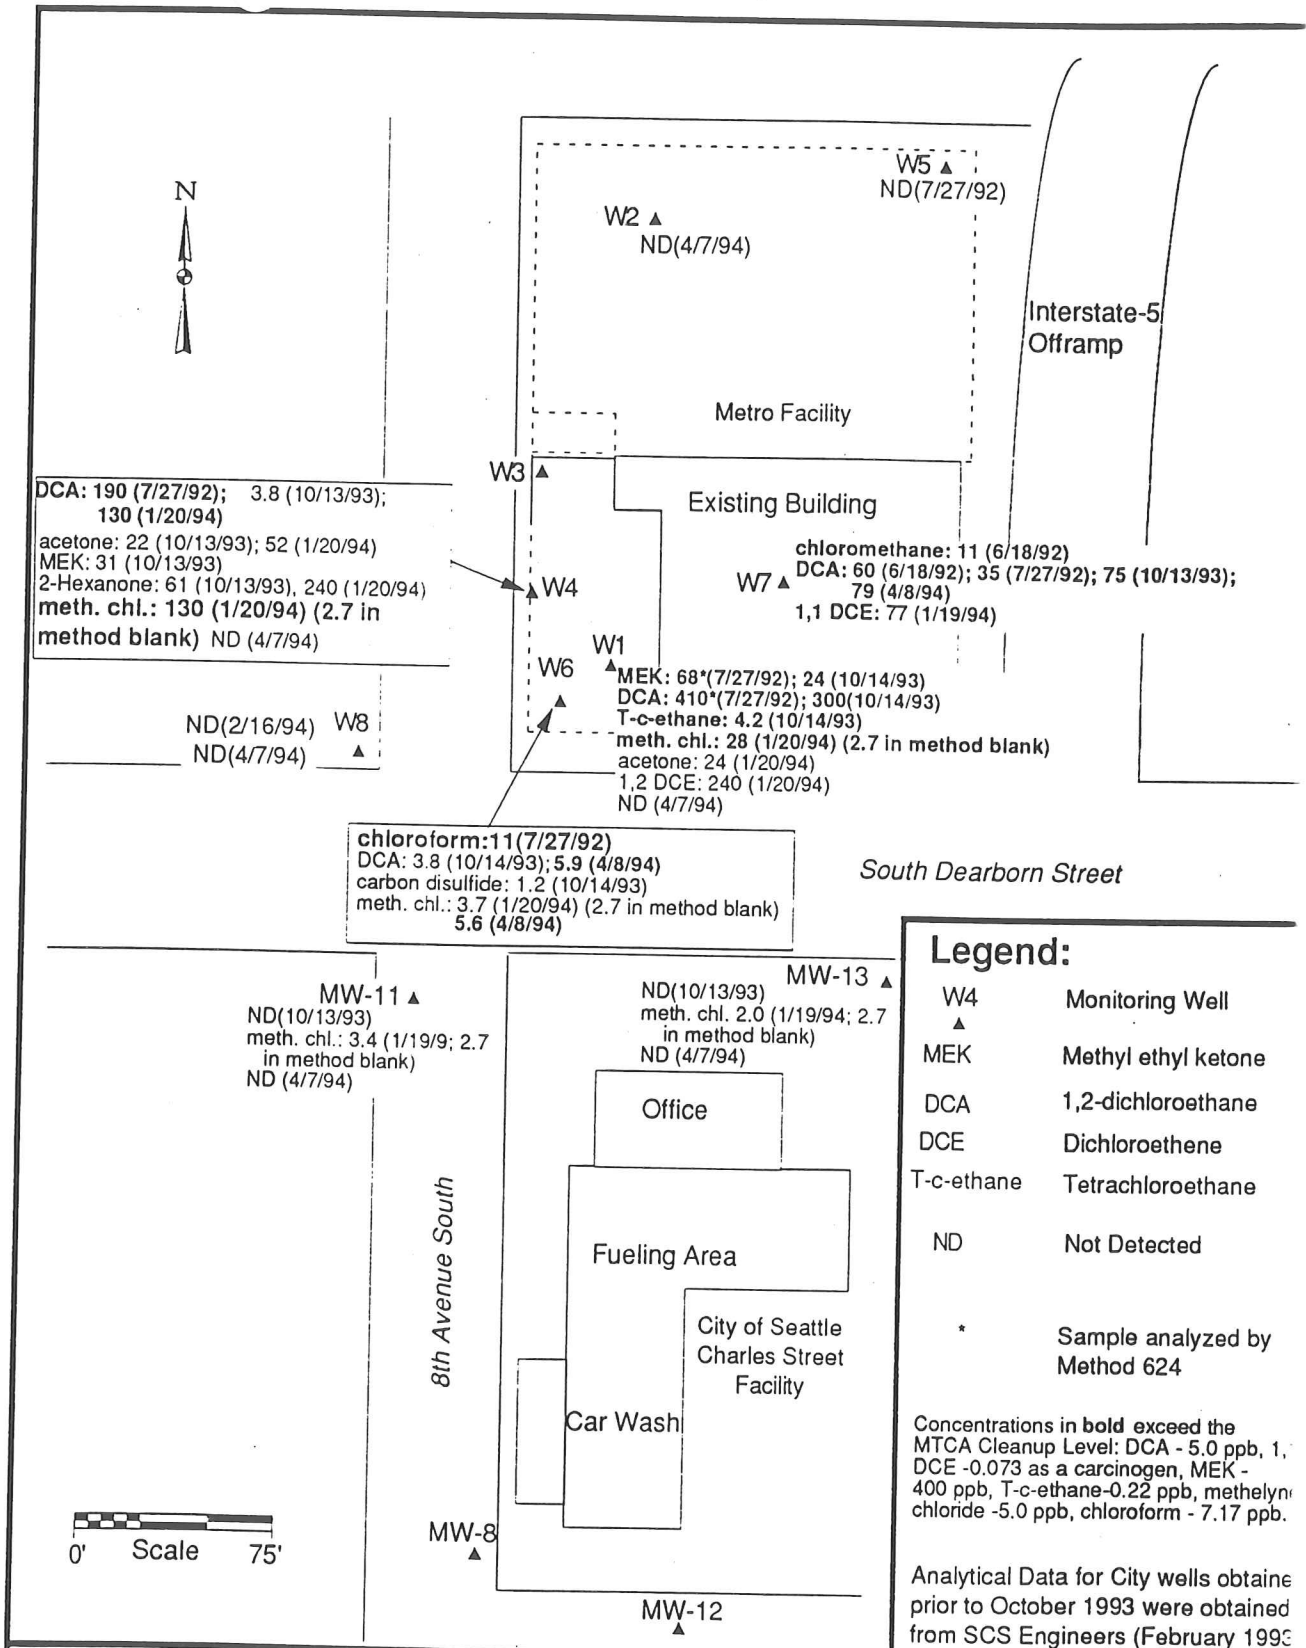 N
W5
ND(7/27/92)
W2
ND(4/7/94)
Interstate-5
Offramp
Metro Facility
W3
Existing Building
DCA: 190 (7/27/92); 3.8 (10/13/93);
130 (1/20/94)
acetone: 22 (10/13/93); 52 (1/20/94)
MEK: 31 (10/13/93)
2-Hexanone: 61 (10/13/93), 240 (1/20/94)
meth. chl.: 130 (1/20/94) (2.7 in
method blank) ND (4/7/94)
W4
W7
chloromethane: 11 (6/18/92)
DCA: 60 (6/18/92); 35 (7/27/92); 75 (10/13/93);
79 (4/8/94)
1,1 DCE: 77 (1/19/94)
W1
W6
MEK: 68*(7/27/92); 24 (10/14/93)
DCA: 410*(7/27/92); 300(10/14/93)
T-c-ethane: 4.2 (10/14/93)
meth. chl.: 28 (1/20/94) (2.7 in method blank)
acetone: 24 (1/20/94)
1,2 DCE: 240 (1/20/94)
ND (4/7/94)
ND(2/16/94) W8
ND(4/7/94)
chloroform:11(7/27/92)
DCA: 3.8 (10/14/93); 5.9 (4/8/94)
carbon disulfide: 1.2 (10/14/93)
meth. chl.: 3.7 (1/20/94) (2.7 in method blank)
5.6 (4/8/94)
South Dearborn Street
MW-11
ND(10/13/93)
meth. chl.: 3.4 (1/19/9; 2.7
in method blank)
ND (4/7/94)
MW-13
ND(10/13/93)
meth. chl. 2.0 (1/19/94; 2.7
in method blank)
ND (4/7/94)
Office
Fueling Area
8th Avenue South
City of Seattle
Charles Street
Facility
Car Wash
0' Scale 75'
MW-8
MW-12
Legend:
W4 Monitoring Well
MEK Methyl ethyl ketone
DCA 1,2-dichloroethane
DCE Dichloroethene
T-c-ethane Tetrachloroethane
ND Not Detected
* Sample analyzed by
Method 624
Concentrations in bold exceed the
MTCA Cleanup Level: DCA - 5.0 ppb, 1,
DCE -0.073 as a carcinogen, MEK -
400 ppb, T-c-ethane-0.22 ppb, methelyn
chloride -5.0 ppb, chloroform - 7.17 ppb.
Analytical Data for City wells obtaine
prior to October 1993 were obtained
from SCS Engineers (February 1993